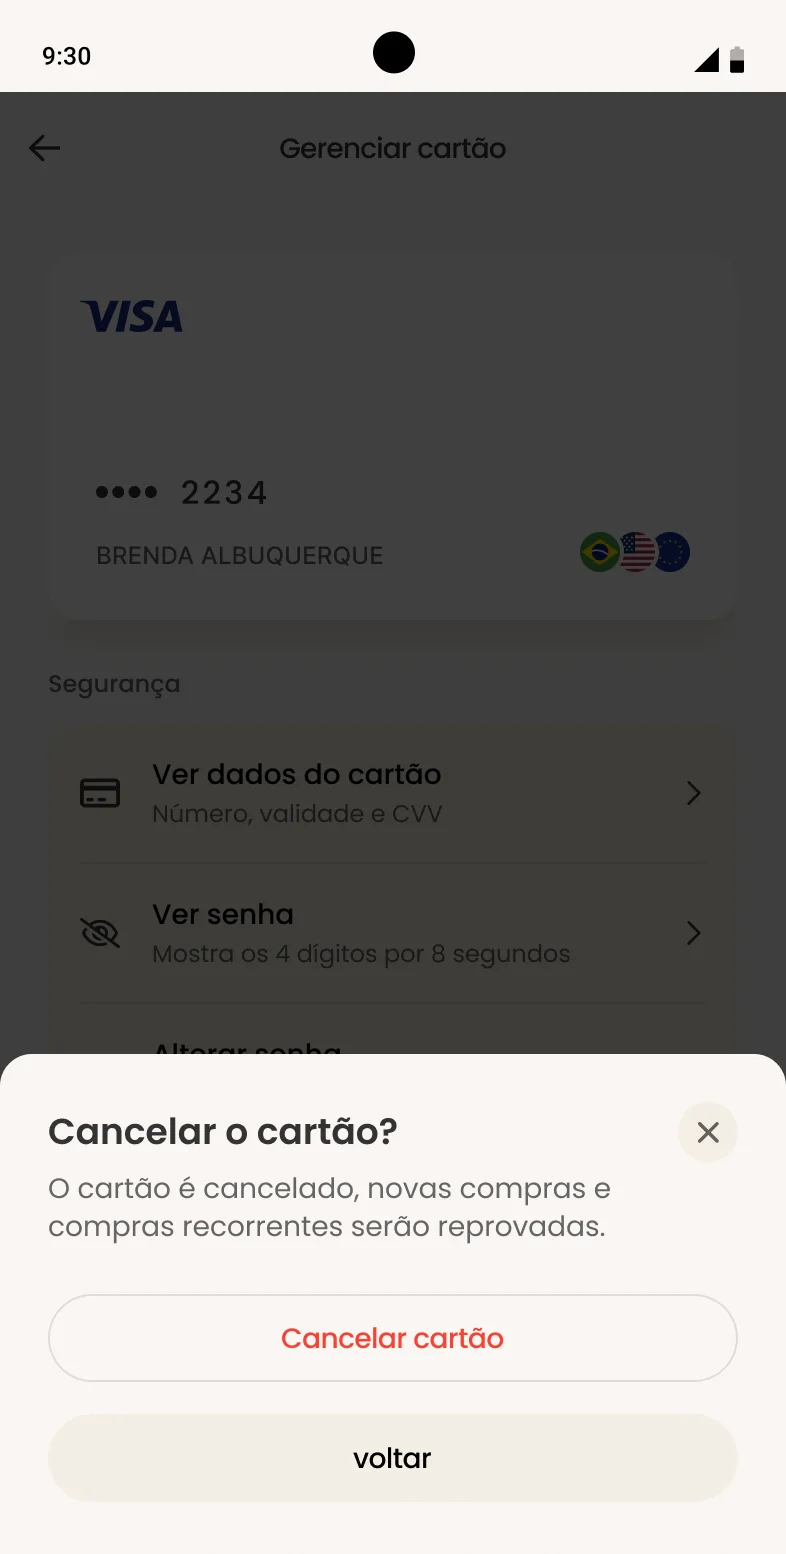 9:30
Gerenciar cartão
VISA
•••• 2234
BRENDA ALBUQUERQUE
Segurança
Ver dados do cartão
Número, validade e CVV
Ver senha
Mostra os 4 dígitos por 8 segundos
Alterar senha
Cancelar o cartão?
O cartão é cancelado, novas compras e
compras recorrentes serão reprovadas.
Cancelar cartão
voltar